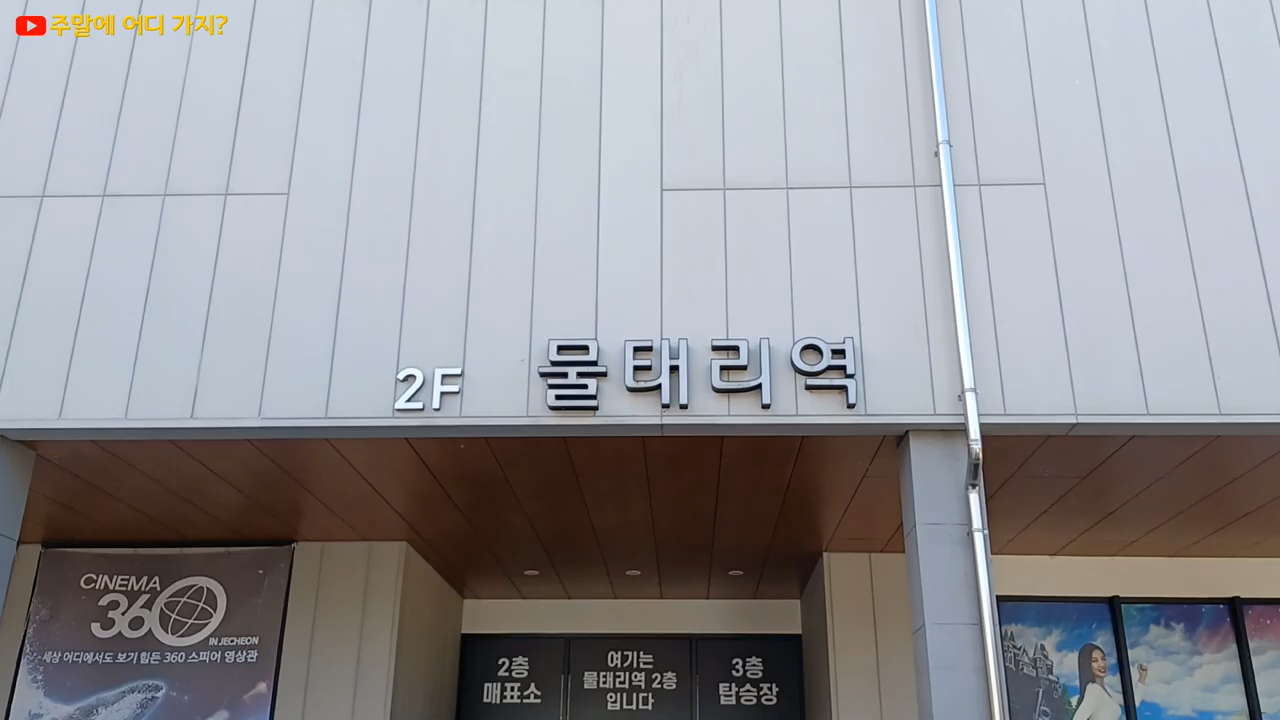 주말에 어디 가지?
2F 물태리역
CINEMA
360
IN JECHEON
세상 어디에서도 보기 힘든 360 스피어 영상관
2층
매표소
여기는
물태리역 2층
입니다
3층
탑승장